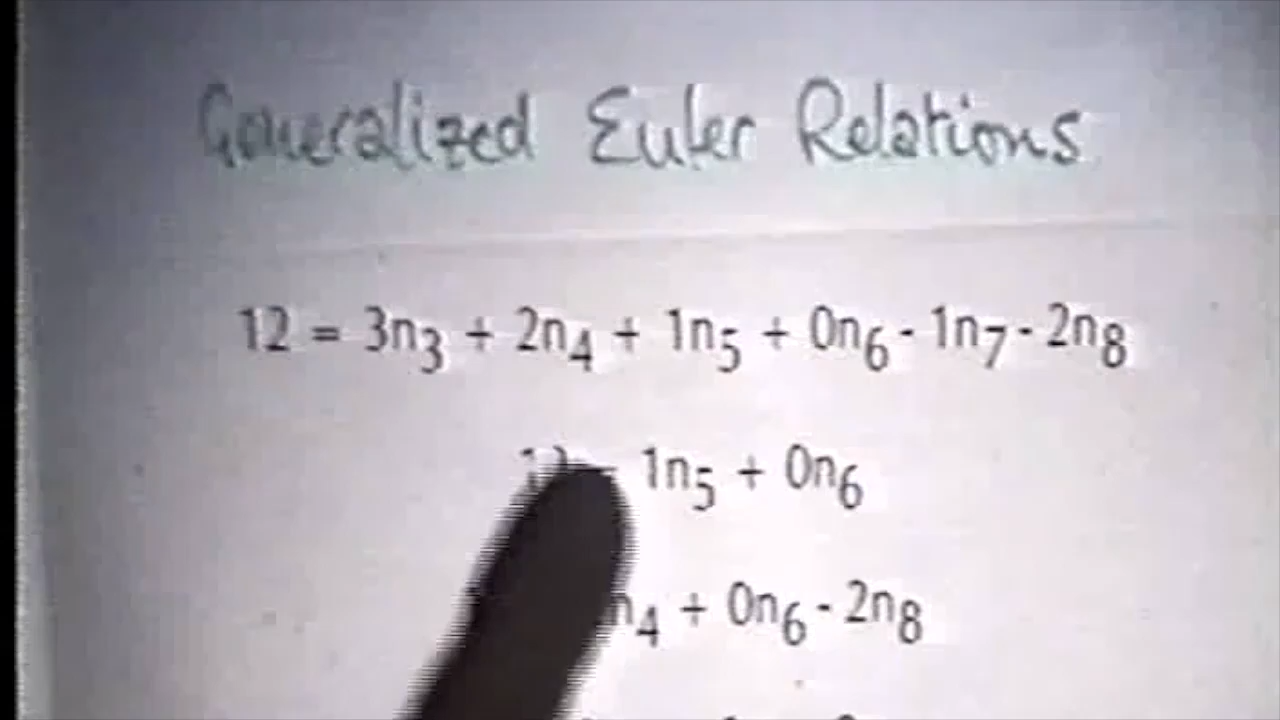 Generalized Euler Relations
12 = 3n₃ + 2n₄ + 1n₅ + 0n₆ - 1n₇ - 2n₈
1n₅ + 0n₆
n₄ + 0n₆ - 2n₈